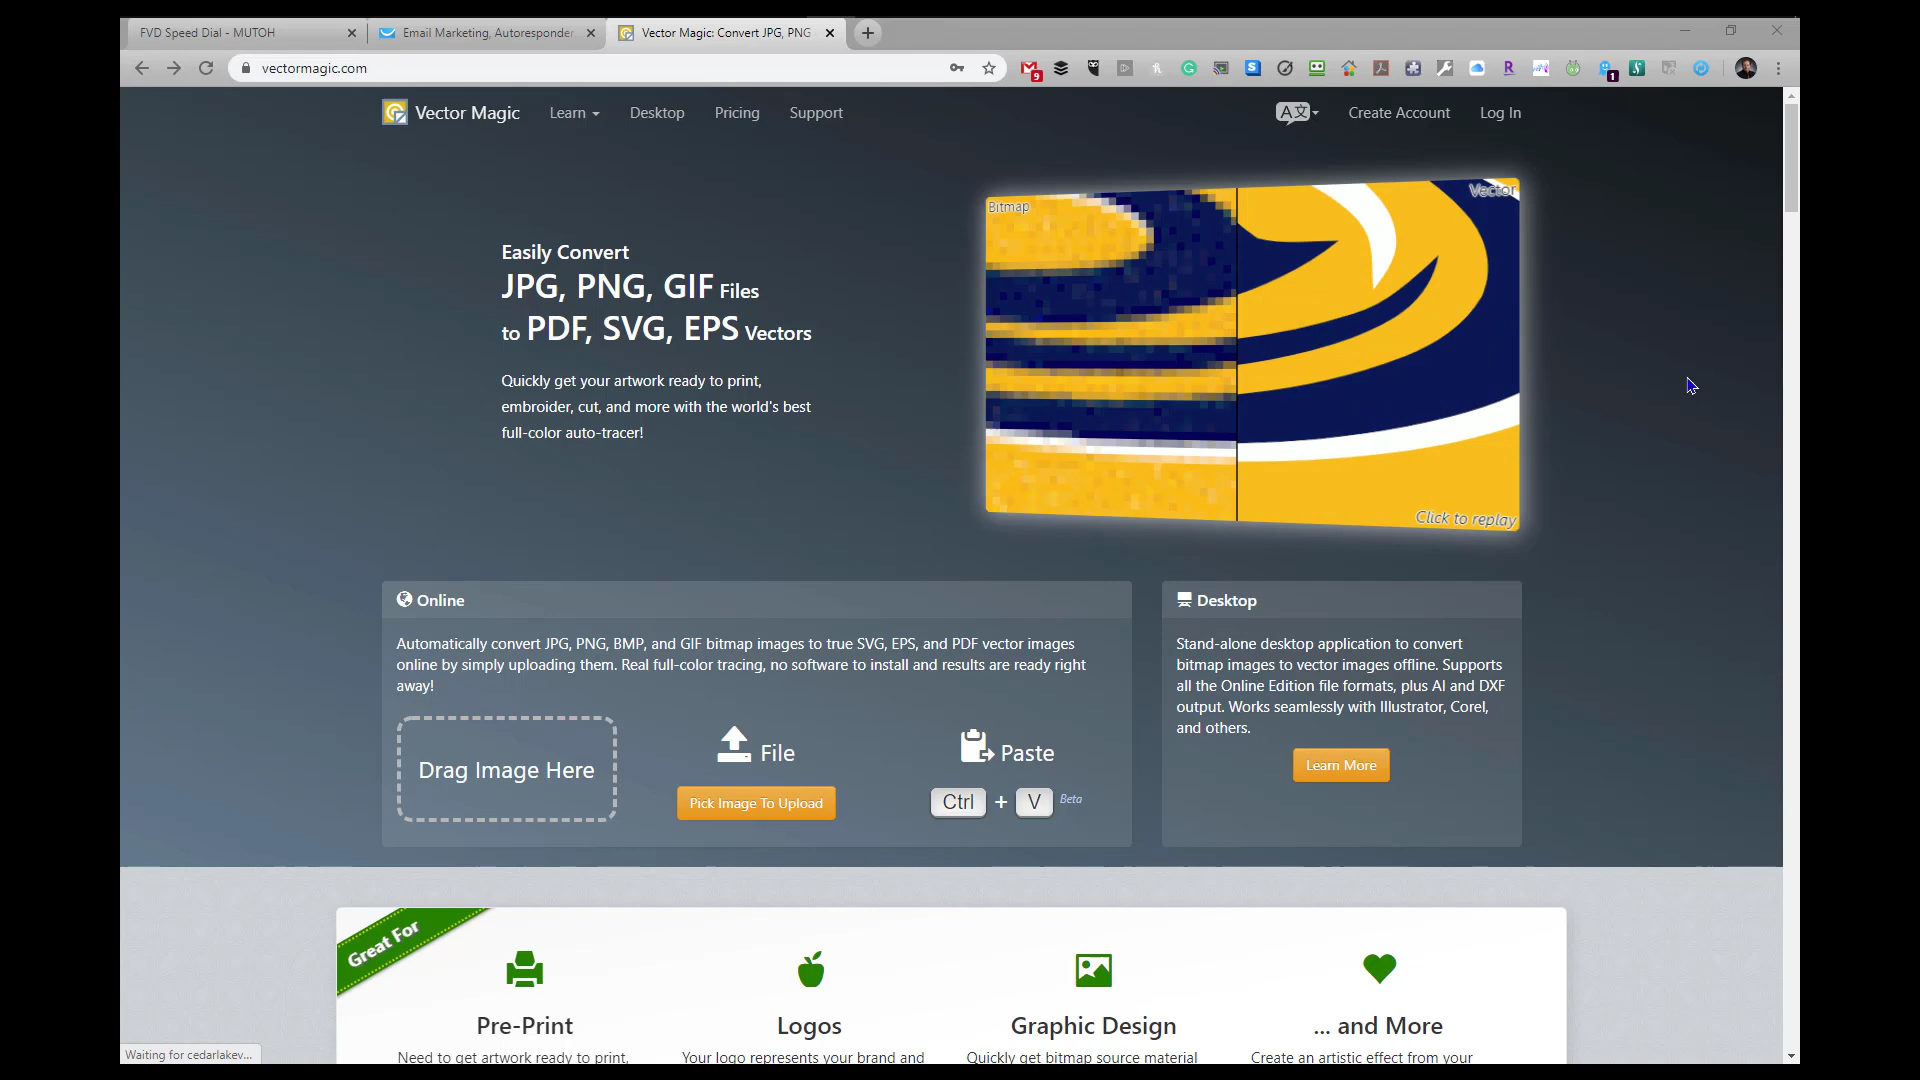 FVD Speed Dial - MUTOH
Email Marketing, Autoresponder
Vector Magic: Convert JPG, PNG
vectormagic.com
9
1
Vector Magic
Learn
Desktop
Pricing
Support
A文
Create Account
Log In
Bitmap
Vector
Easily Convert
JPG, PNG, GIF Files
to PDF, SVG, EPS Vectors
Quickly get your artwork ready to print,
embroider, cut, and more with the world's best
full-color auto-tracer!
Click to replay
Online
Automatically convert JPG, PNG, BMP, and GIF bitmap images to true SVG, EPS, and PDF vector images
online by simply uploading them. Real full-color tracing, no software to install and results are ready right
away!
Drag Image Here
File
Pick Image To Upload
Paste
Ctrl + V Beta
Desktop
Stand-alone desktop application to convert
bitmap images to vector images offline. Supports
all the Online Edition file formats, plus AI and DXF
output. Works seamlessly with Illustrator, Corel,
and others.
Learn More
Great For
Pre-Print
Need to get artwork ready to print,
Logos
Your logo represents your brand and
Graphic Design
Quickly get bitmap source material
... and More
Create an artistic effect from your
Waiting for cedarlakev...